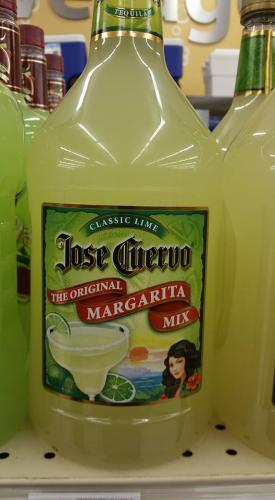 TEQUILA
CLASSIC LIME
Jose Cuervo
THE ORIGINAL
MARGARITA
MIX